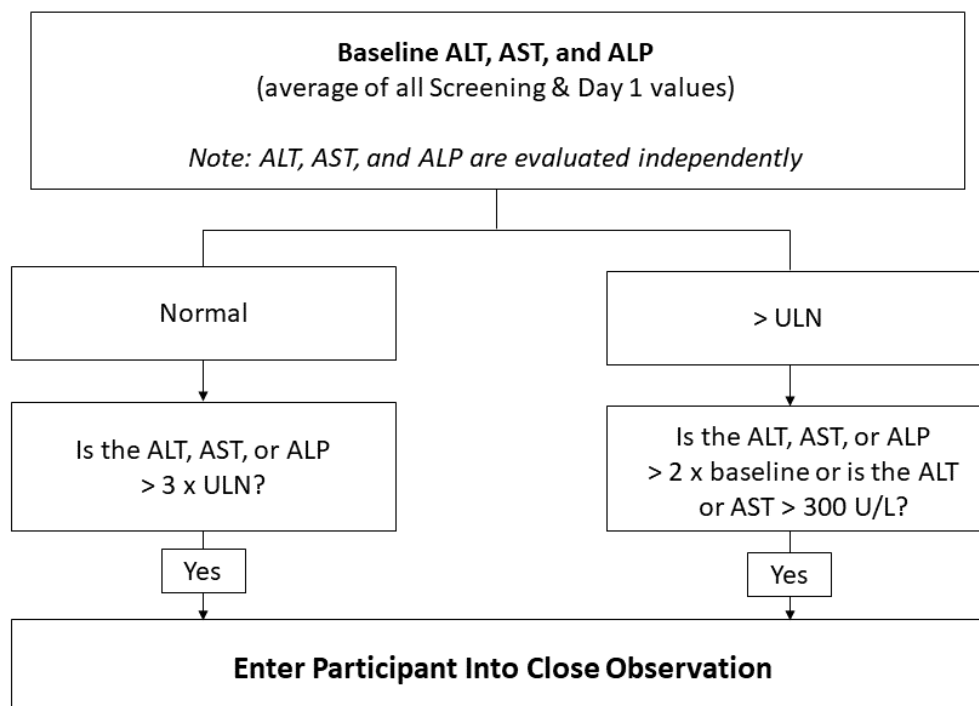 Baseline ALT, AST, and ALP
(average of all Screening & Day 1 values)
Note: ALT, AST, and ALP are evaluated independently
Normal
> ULN
Is the ALT, AST, or ALP
> 3 x ULN?
Is the ALT, AST, or ALP
> 2 x baseline or is the ALT
or AST > 300 U/L?
Yes
Yes
Enter Participant Into Close Observation